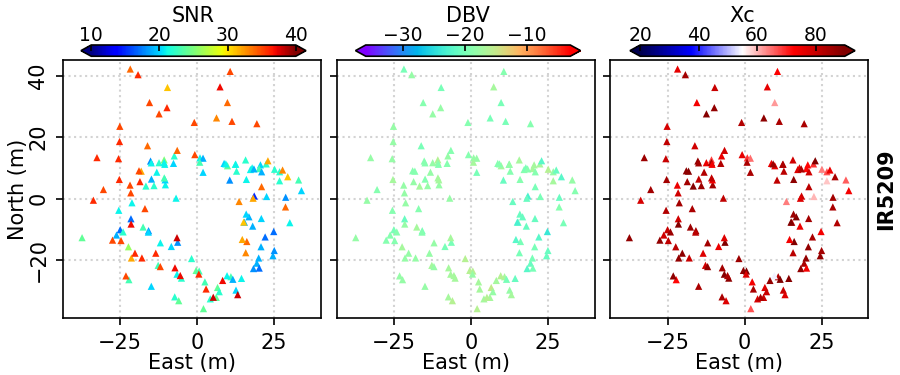 SNR DBV Xc
10 20 30 40 −30 −20 −10 20 40 60 80
40
20
0
−20
North (m)
IR5209
−25 0 25 −25 0 25 −25 0 25
East (m) East (m) East (m)